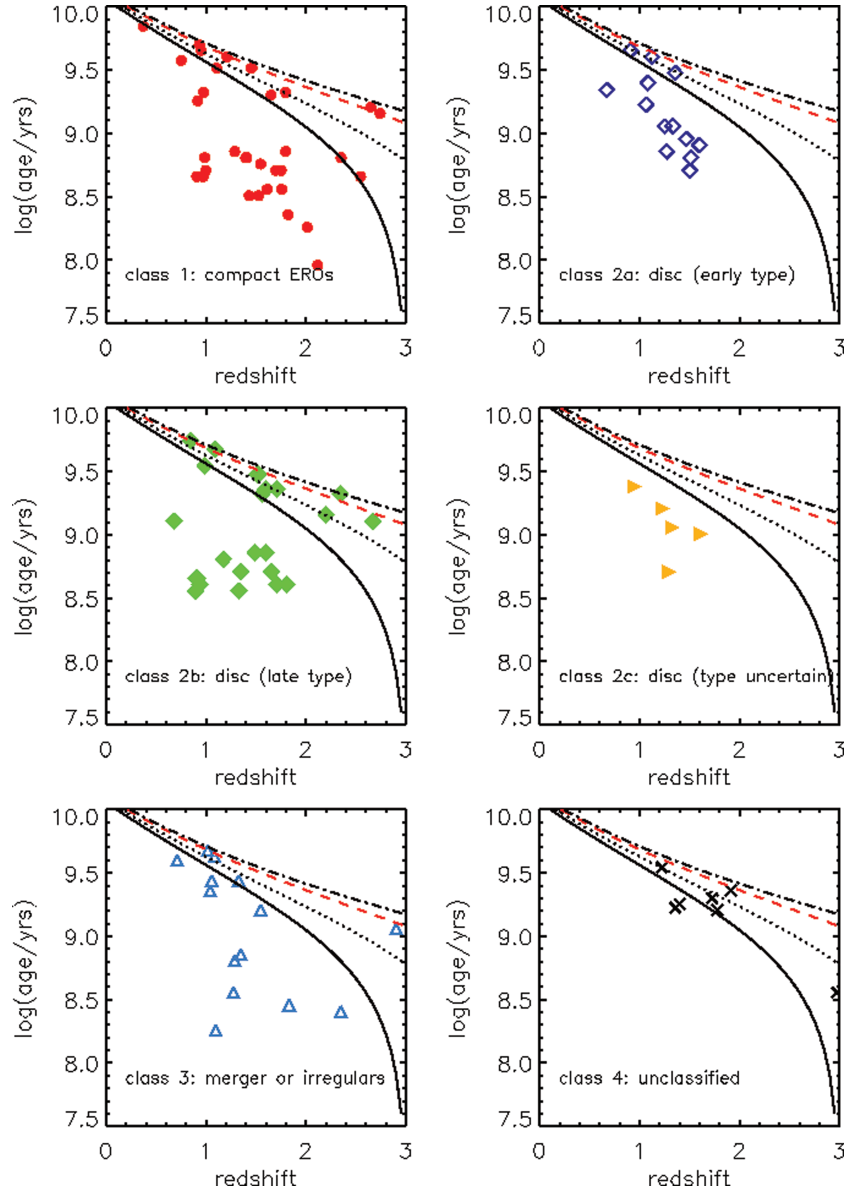 log(age/yrs)
10.0
9.5
9.0
8.5
8.0
7.5
class 1: compact EROs
0 1 2 3
redshift
log(age/yrs)
10.0
9.5
9.0
8.5
8.0
7.5
class 2a: disc (early type)
0 1 2 3
redshift
log(age/yrs)
10.0
9.5
9.0
8.5
8.0
7.5
class 2b: disc (late type)
0 1 2 3
redshift
log(age/yrs)
10.0
9.5
9.0
8.5
8.0
7.5
class 2c: disc (type uncertain)
0 1 2 3
redshift
log(age/yrs)
10.0
9.5
9.0
8.5
8.0
7.5
class 3: merger or irregulars
0 1 2 3
redshift
log(age/yrs)
10.0
9.5
9.0
8.5
8.0
7.5
class 4: unclassified
0 1 2 3
redshift